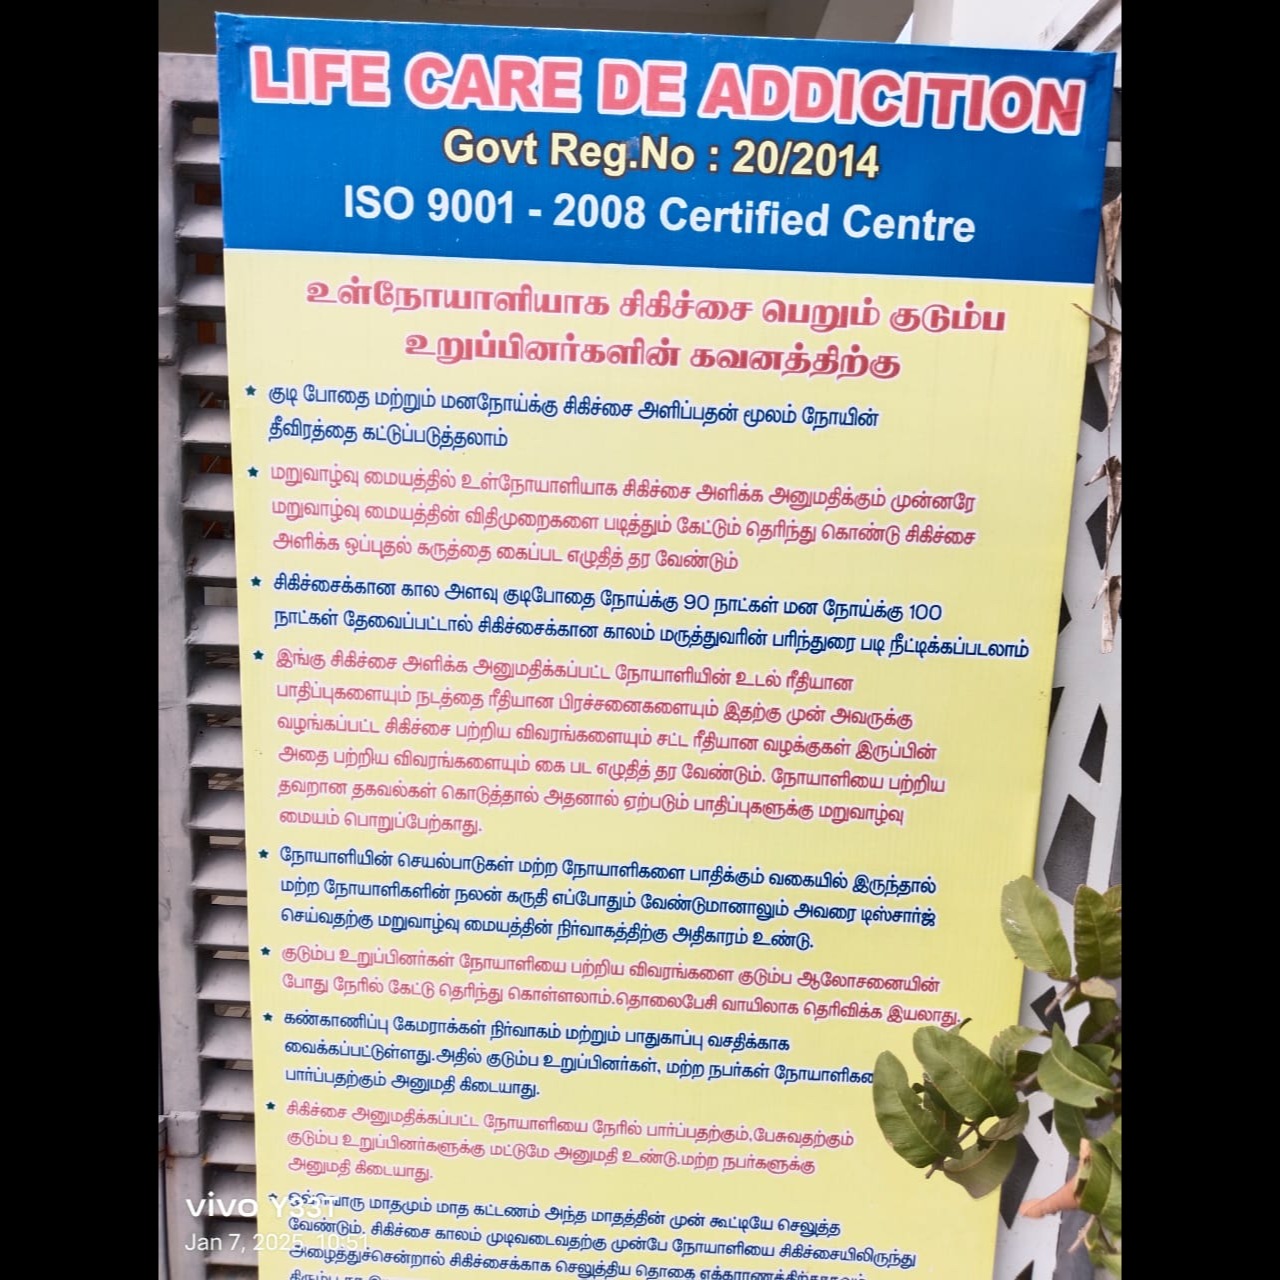 LIFE CARE DE ADDICITION
Govt Reg.No : 20/2014
ISO 9001 - 2008 Certified Centre
உள்நோயாளியாக சிகிச்சை பெறும் குடும்ப
உறுப்பினர்களின் கவனத்திற்கு
★ குடி போதை மற்றும் மனநோய்க்கு சிகிச்சை அளிப்பதன் மூலம் நோயின்
தீவிரத்தை கட்டுப்படுத்தலாம்
★ மறுவாழ்வு மையத்தில் உள்நோயாளியாக சிகிச்சை அளிக்க அனுமதிக்கும் முன்னரே
மறுவாழ்வு மையத்தின் விதிமுறைகளை படித்தும் கேட்டும் தெரிந்து கொண்டு சிகிச்சை
அளிக்க ஒப்புதல் கருத்தை கைப்பட எழுதித் தர வேண்டும்
★ சிகிச்சைக்கான கால அளவு குடிபோதை நோய்க்கு 90 நாட்கள் மன நோய்க்கு 100
நாட்கள் தேவைப்பட்டால் சிகிச்சைக்கான காலம் மருத்துவரின் பரிந்துரை படி நீட்டிக்கப்படலாம்
★ இங்கு சிகிச்சை அளிக்க அனுமதிக்கப்பட்ட நோயாளியின் உடல் ரீதியான
பாதிப்புகளையும் நடத்தை ரீதியான பிரச்சனைகளையும் இதற்கு முன் அவருக்கு
வழங்கப்பட்ட சிகிச்சை பற்றிய விவரங்களையும் சட்ட ரீதியான வழக்குகள் இருப்பின்
அதை பற்றிய விவரங்களையும் கை பட எழுதித் தர வேண்டும். நோயாளியை பற்றிய
தவறான தகவல்கள் கொடுத்தால் அதனால் ஏற்படும் பாதிப்புகளுக்கு மறுவாழ்வு
மையம் பொறுப்பேற்காது.
★ நோயாளியின் செயல்பாடுகள் மற்ற நோயாளிகளை பாதிக்கும் வகையில் இருந்தால்
மற்ற நோயாளிகளின் நலன் கருதி எப்போதும் வேண்டுமானாலும் அவரை டிஸ்சார்ஜ்
செய்வதற்கு மறுவாழ்வு மையத்தின் நிர்வாகத்திற்கு அதிகாரம் உண்டு.
★ குடும்ப உறுப்பினர்கள் நோயாளியை பற்றிய விவரங்களை குடும்ப ஆலோசனையின்
போது நேரில் கேட்டு தெரிந்து கொள்ளலாம்.தொலைபேசி வாயிலாக தெரிவிக்க இயலாது.
★ கண்காணிப்பு கேமராக்கள் நிர்வாகம் மற்றும் பாதுகாப்பு வசதிக்காக
வைக்கப்பட்டுள்ளது.அதில் குடும்ப உறுப்பினர்கள், மற்ற நபர்கள்
பார்ப்பதற்கும் அனுமதி கிடையாது.
★ சிகிச்சை அனுமதிக்கப்பட்ட நோயாளியை நேரில் பார்ப்பதற்கும்,பேசுவதற்கும்
குடும்ப உறுப்பினர்களுக்கு மட்டுமே அனுமதி உண்டு.மற்ற நபர்களுக்கு
அனுமதி கிடையாது.
★ ஒவ்வொரு மாதமும் மாத கட்டணம் அந்த மாதத்தின் முன் கூட்டியே செலுத்த
வேண்டும். சிகிச்சை காலம் முடிவடைவதற்கு முன்பே நோயாளியை சிகிச்சையிலிருந்து
அழைத்துச்சென்றால் சிகிச்சைக்காக செலுத்திய தொகை
vivo Y33T
Jan 7, 2025, 10:51